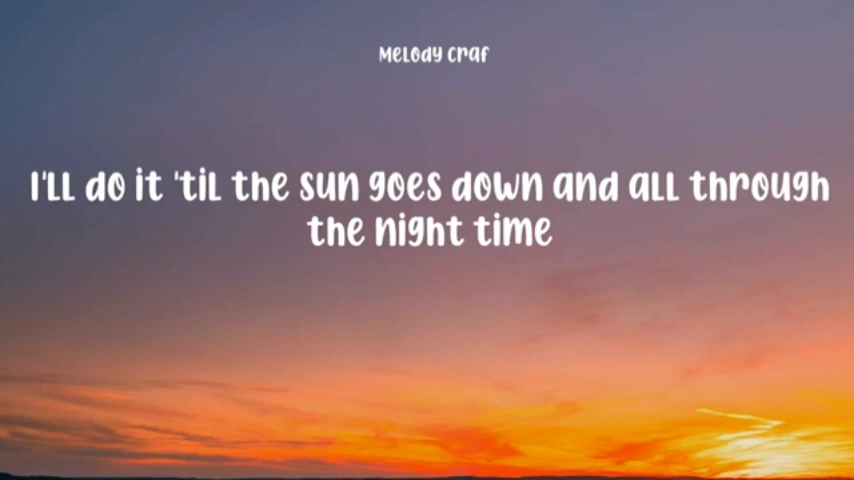 Melody Craf
I'll do it 'til the sun goes down and all through
the night time